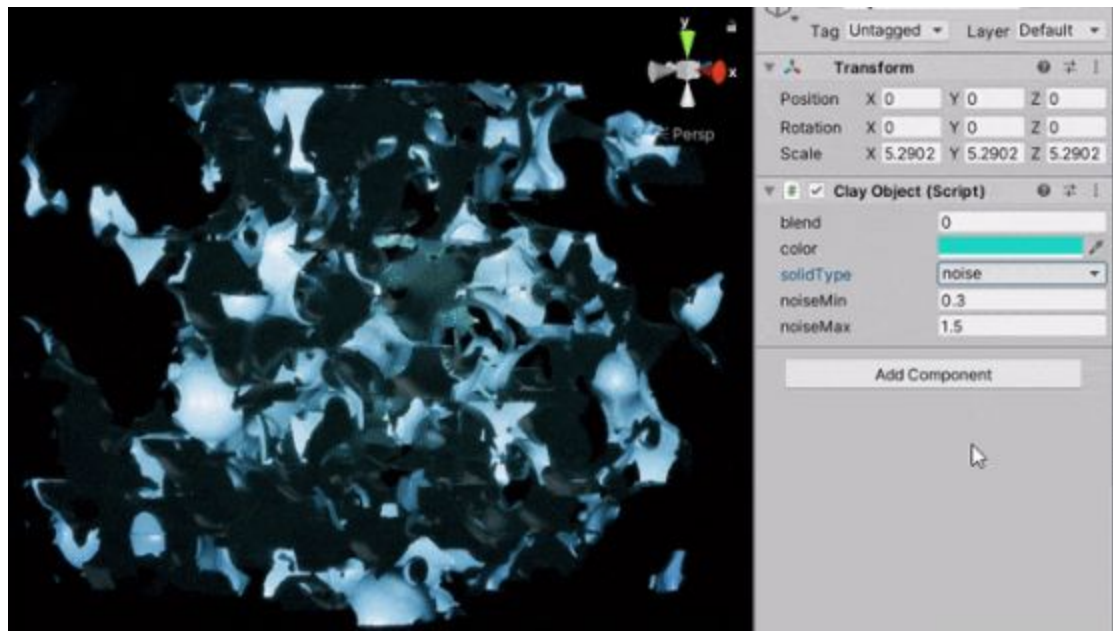 y
x
Persp
Tag Untagged Layer Default
Transform
Position X 0 Y 0 Z 0
Rotation X 0 Y 0 Z 0
Scale X 5.2902 Y 5.2902 Z 5.2902
# Clay Object (Script)
blend 0
color
solidType noise
noiseMin 0.3
noiseMax 1.5
Add Component